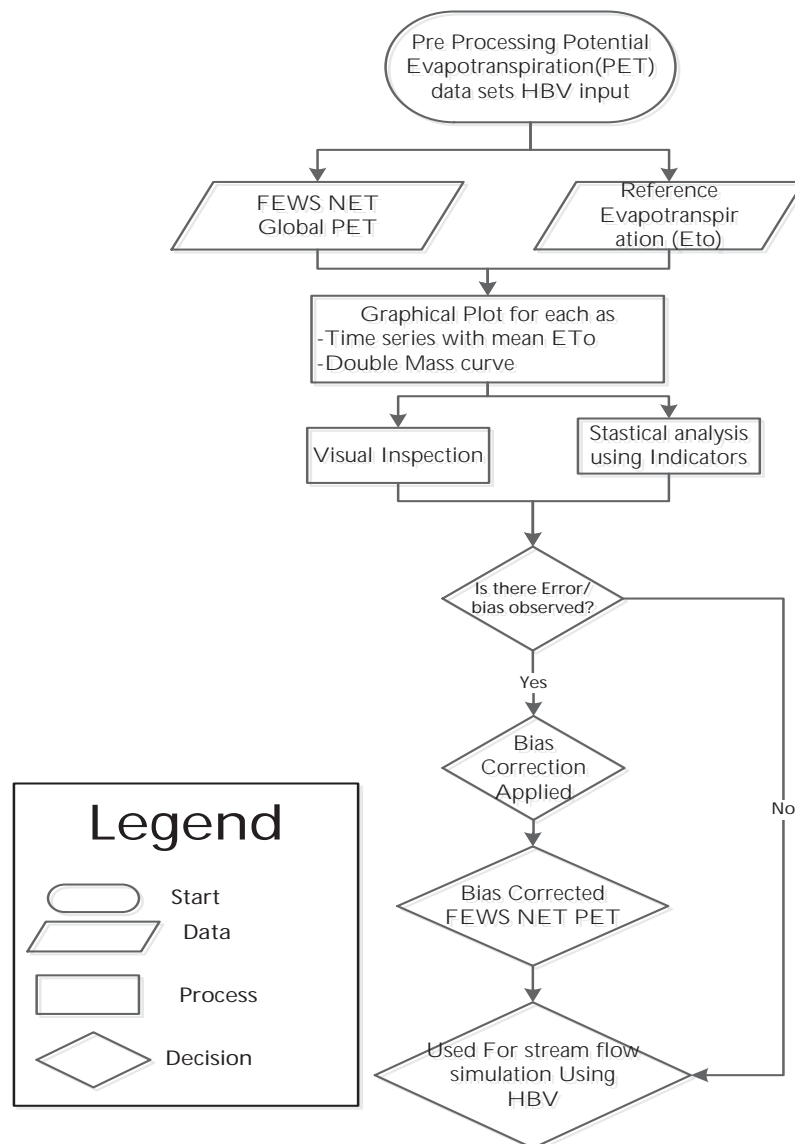 Pre Processing Potential
Evapotranspiration(PET)
data sets HBV input
FEWS NET
Global PET
Reference
Evapotranspir
ation (Eto)
Graphical Plot for each as
-Time series with mean ETo
-Double Mass curve
Visual Inspection
Stastical analysis
using Indicators
Is there Error/
bias observed?
Yes
No
Bias
Correction
Applied
Bias Corrected
FEWS NET PET
Used For stream flow
simulation Using
HBV
Legend
Start
Data
Process
Decision